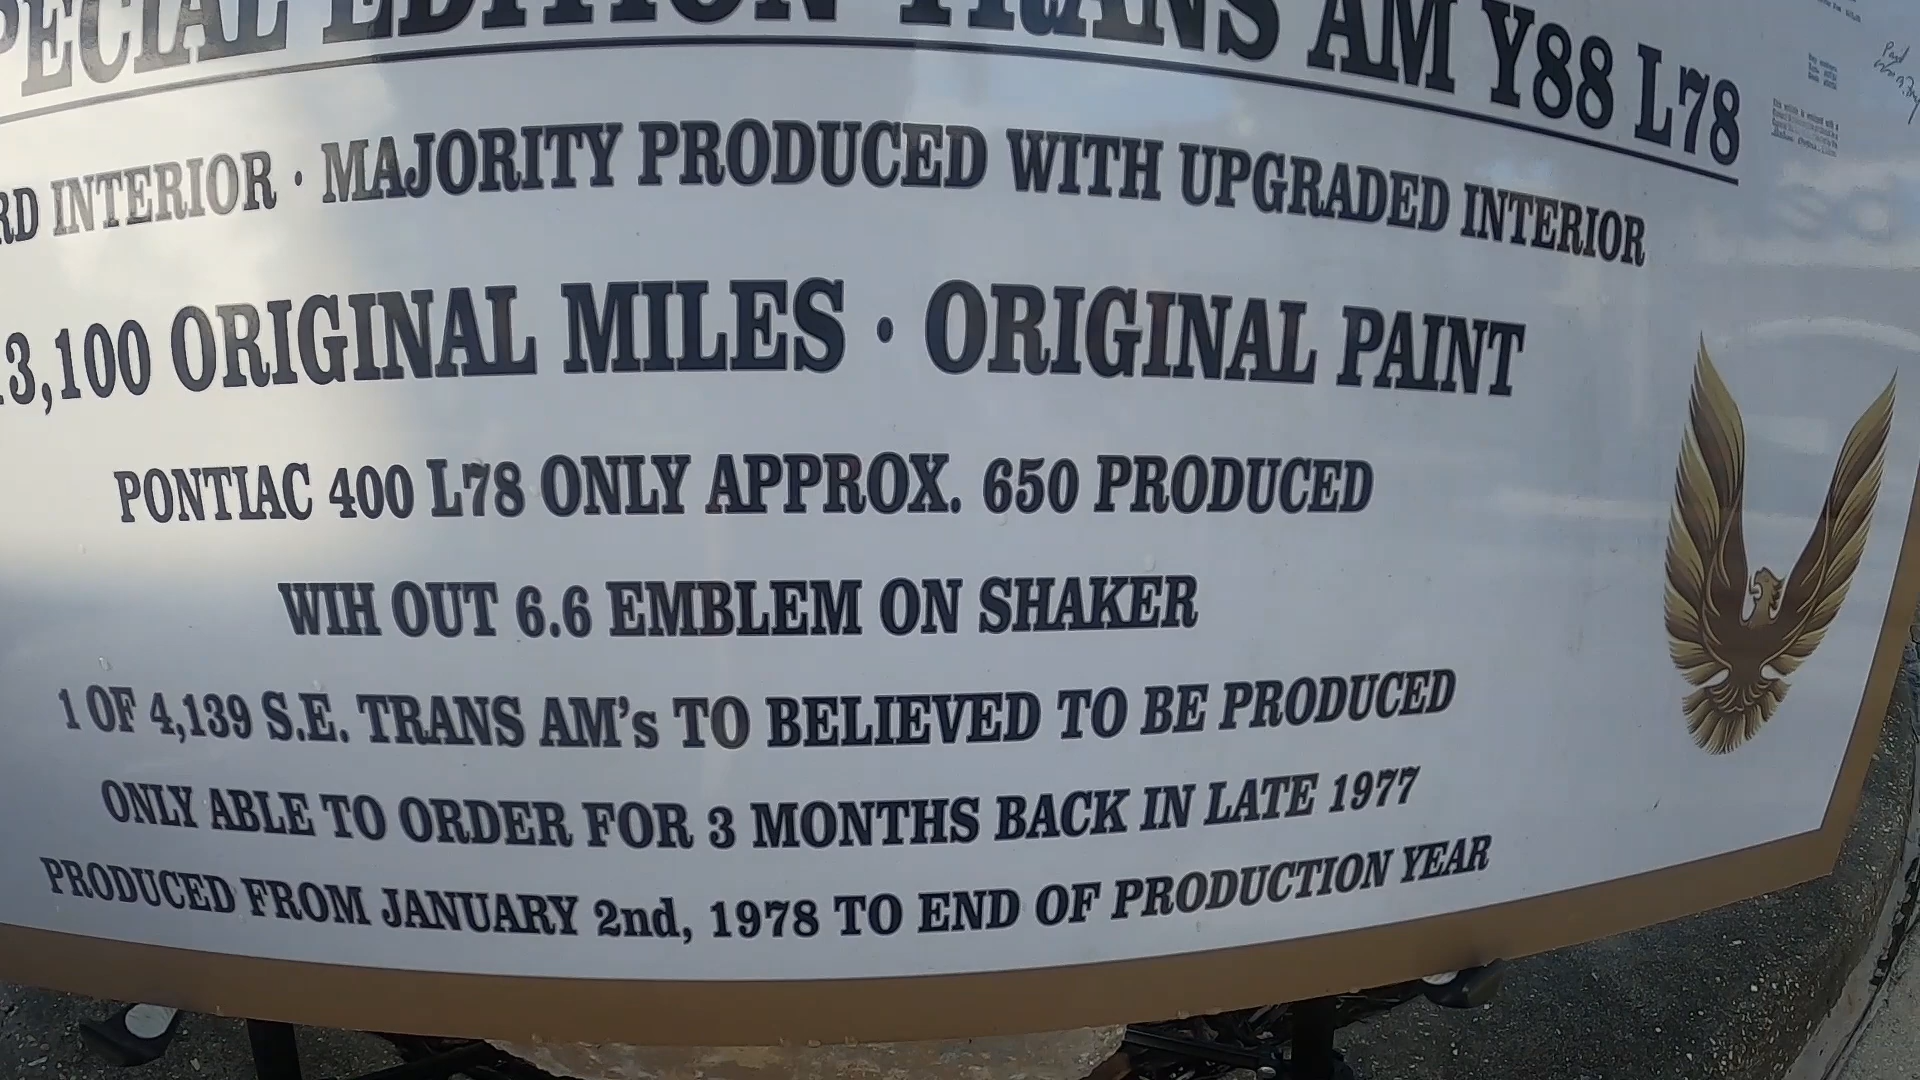 SPECIAL EDITION TRANS AM Y88 L78
INTERIOR · MAJORITY PRODUCED WITH UPGRADED INTERIOR
3,100 ORIGINAL MILES · ORIGINAL PAINT
PONTIAC 400 L78 ONLY APPROX. 650 PRODUCED
WIH OUT 6.6 EMBLEM ON SHAKER
1 OF 4,139 S.E. TRANS AM's TO BELIEVED TO BE PRODUCED
ONLY ABLE TO ORDER FOR 3 MONTHS BACK IN LATE 1977
PRODUCED FROM JANUARY 2nd, 1978 TO END OF PRODUCTION YEAR